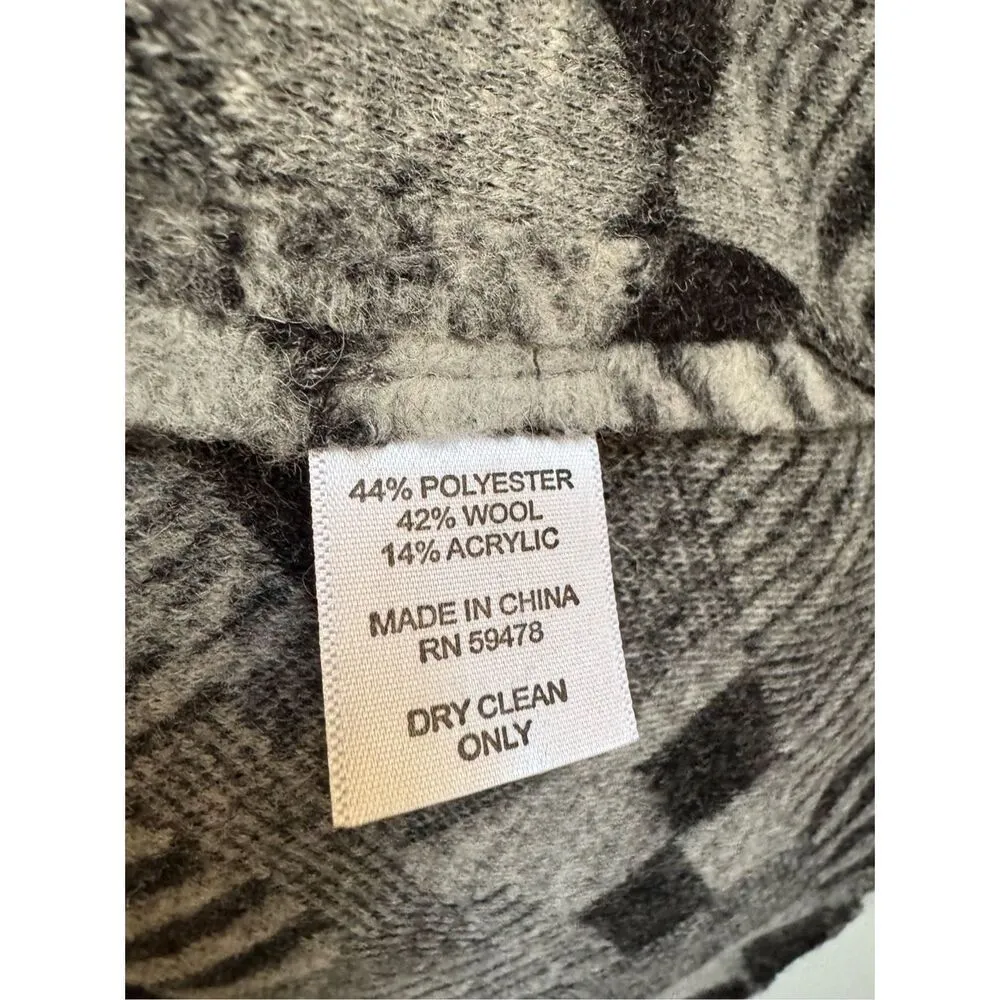 44% POLYESTER
42% WOOL
14% ACRYLIC
MADE IN CHINA
RN 59478
DRY CLEAN
ONLY